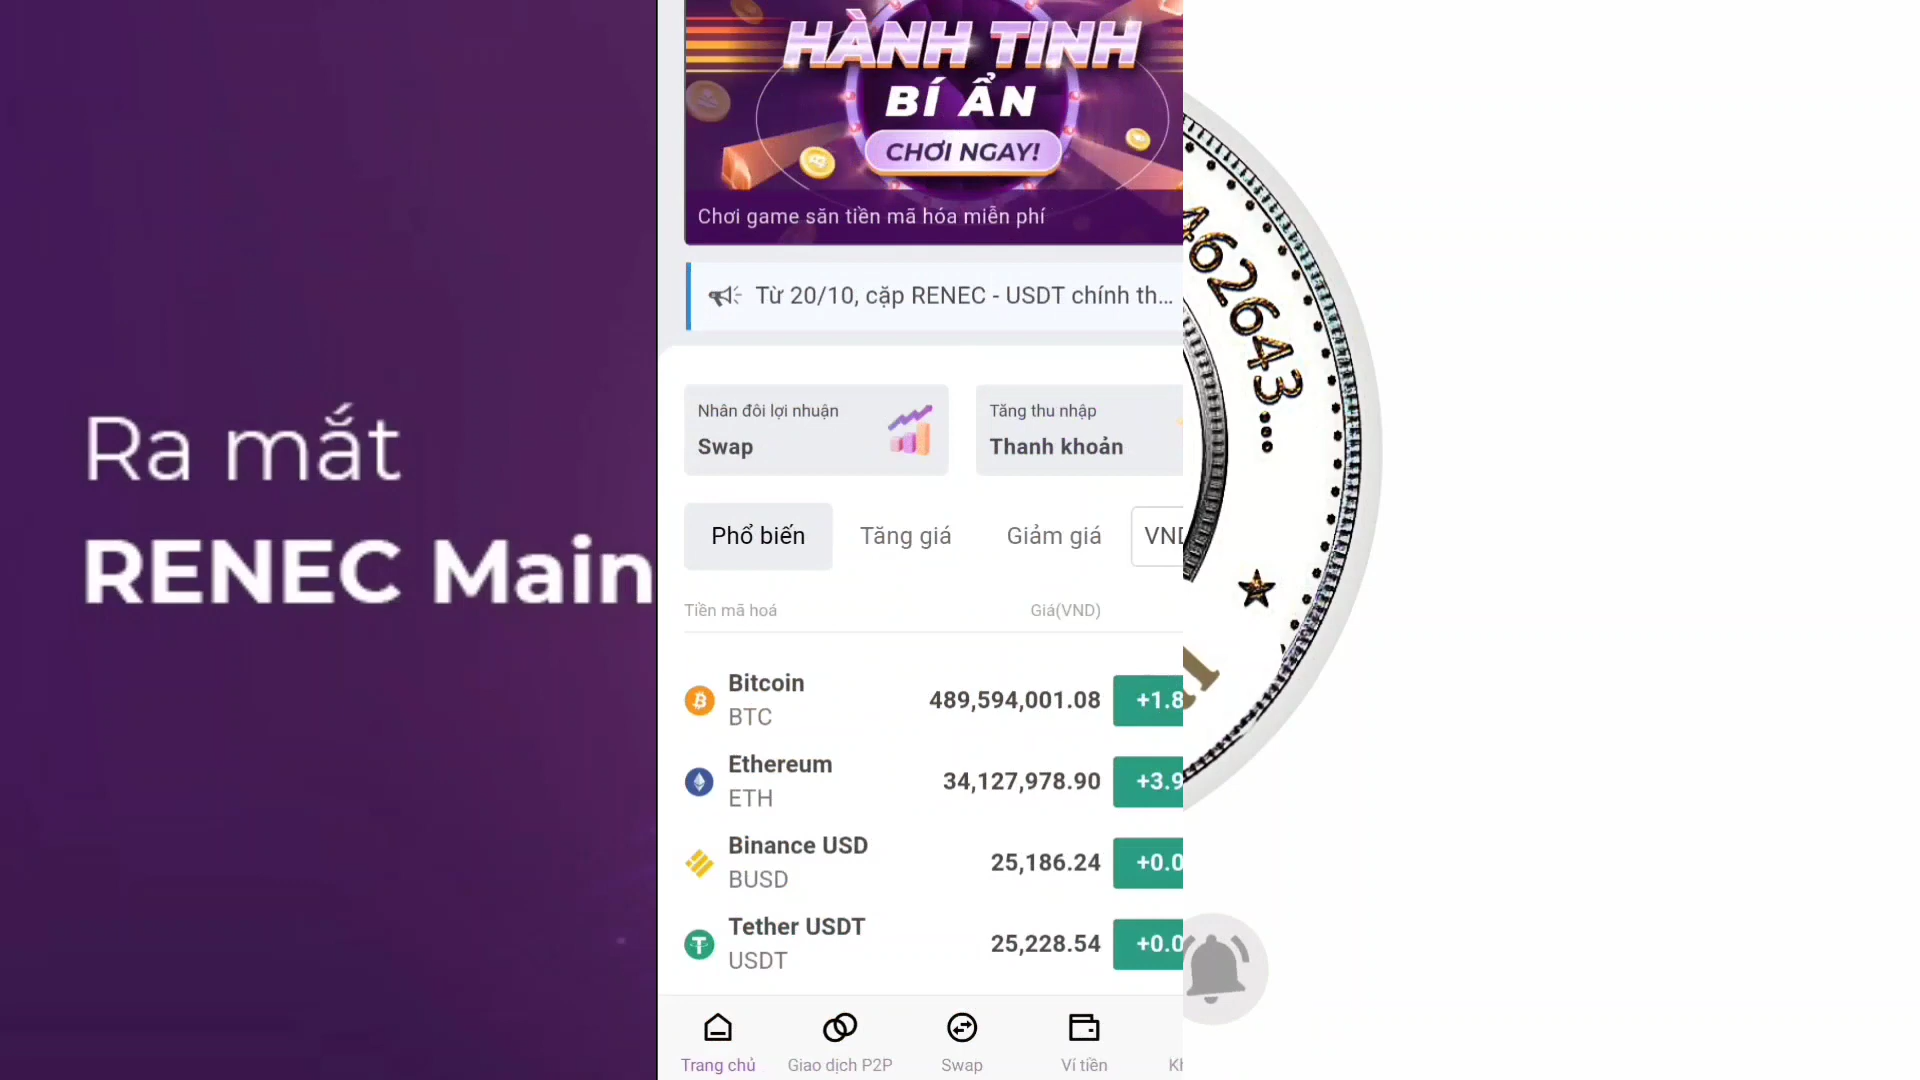 Ra mắt
RENEC Main
HÀNH TINH
BÍ ẨN
CHƠI NGAY!
Chơi game săn tiền mã hóa miễn phí
Từ 20/10, cặp RENEC - USDT chính th...
Nhân đôi lợi nhuận
Swap
Tăng thu nhập
Thanh khoản
Phổ biến
Tăng giá
Giảm giá
VND
Tiền mã hoá
Giá(VND)
Bitcoin
BTC
489,594,001.08
+1.8
Ethereum
ETH
34,127,978.90
+3.9
Binance USD
BUSD
25,186.24
+0.0
Tether USDT
USDT
25,228.54
+0.0
Trang chủ
Giao dịch P2P
Swap
Ví tiền
Kh
462643...